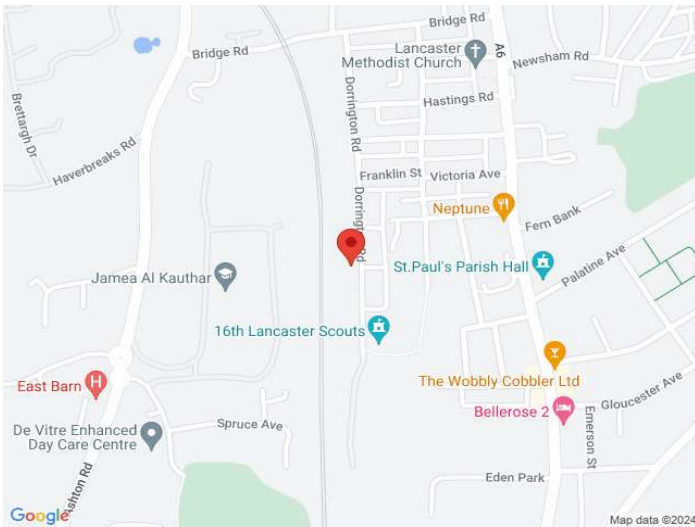 Bridge Rd
Bridge Rd
Lancaster
Methodist Church
A6
Newsham Rd
Brettargh Dr
Hastings Rd
Dorrington Rd
Haverbreaks Rd
Franklin St
Victoria Ave
Dorrington Rd
Neptune
Fern Bank
Jamea Al Kauthar
St.Paul's Parish Hall
Palatine Ave
16th Lancaster Scouts
East Barn
H
The Wobbly Cobbler Ltd
Bellerose 2
Gloucester Ave
Emerson St
De Vitre Enhanced
Day Care Centre
Spruce Ave
Ashton Rd
Eden Park
Google
Map data ©2024